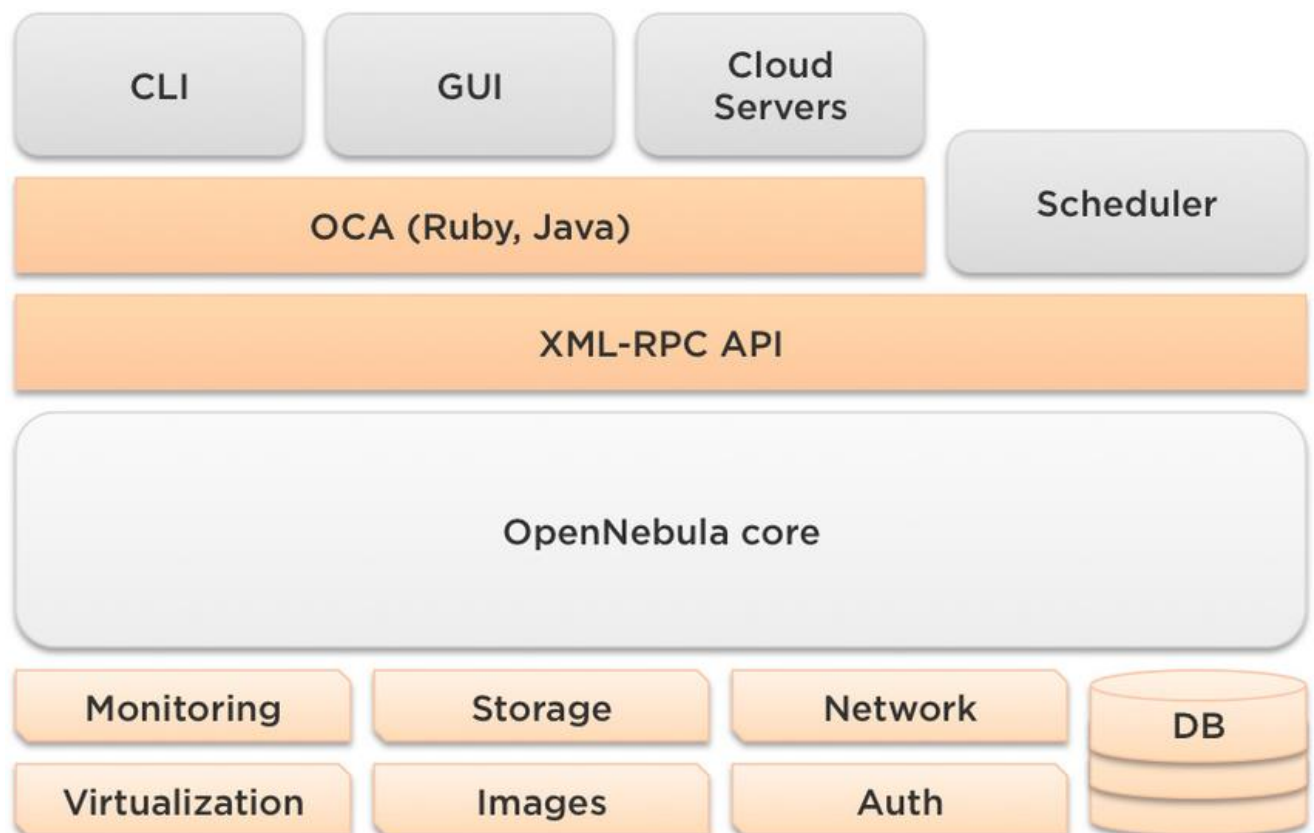 CLI
GUI
Cloud
Servers
Scheduler
OCA (Ruby, Java)
XML-RPC API
OpenNebula core
Monitoring
Storage
Network
DB
Virtualization
Images
Auth